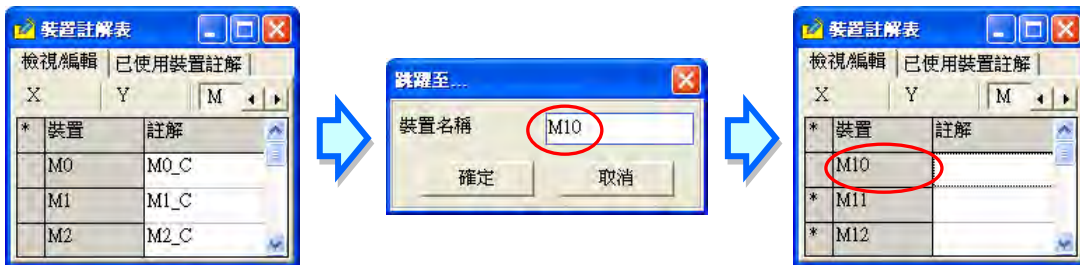 裝置註解表
檢視/編輯 已使用裝置註解
X Y M
* 裝置 註解
M0 M0_C
M1 M1_C
M2 M2_C
跳躍至...
裝置名稱 M10
確定 取消
裝置註解表
檢視/編輯 已使用裝置註解
X Y M
* 裝置 註解
M10
* M11
* M12